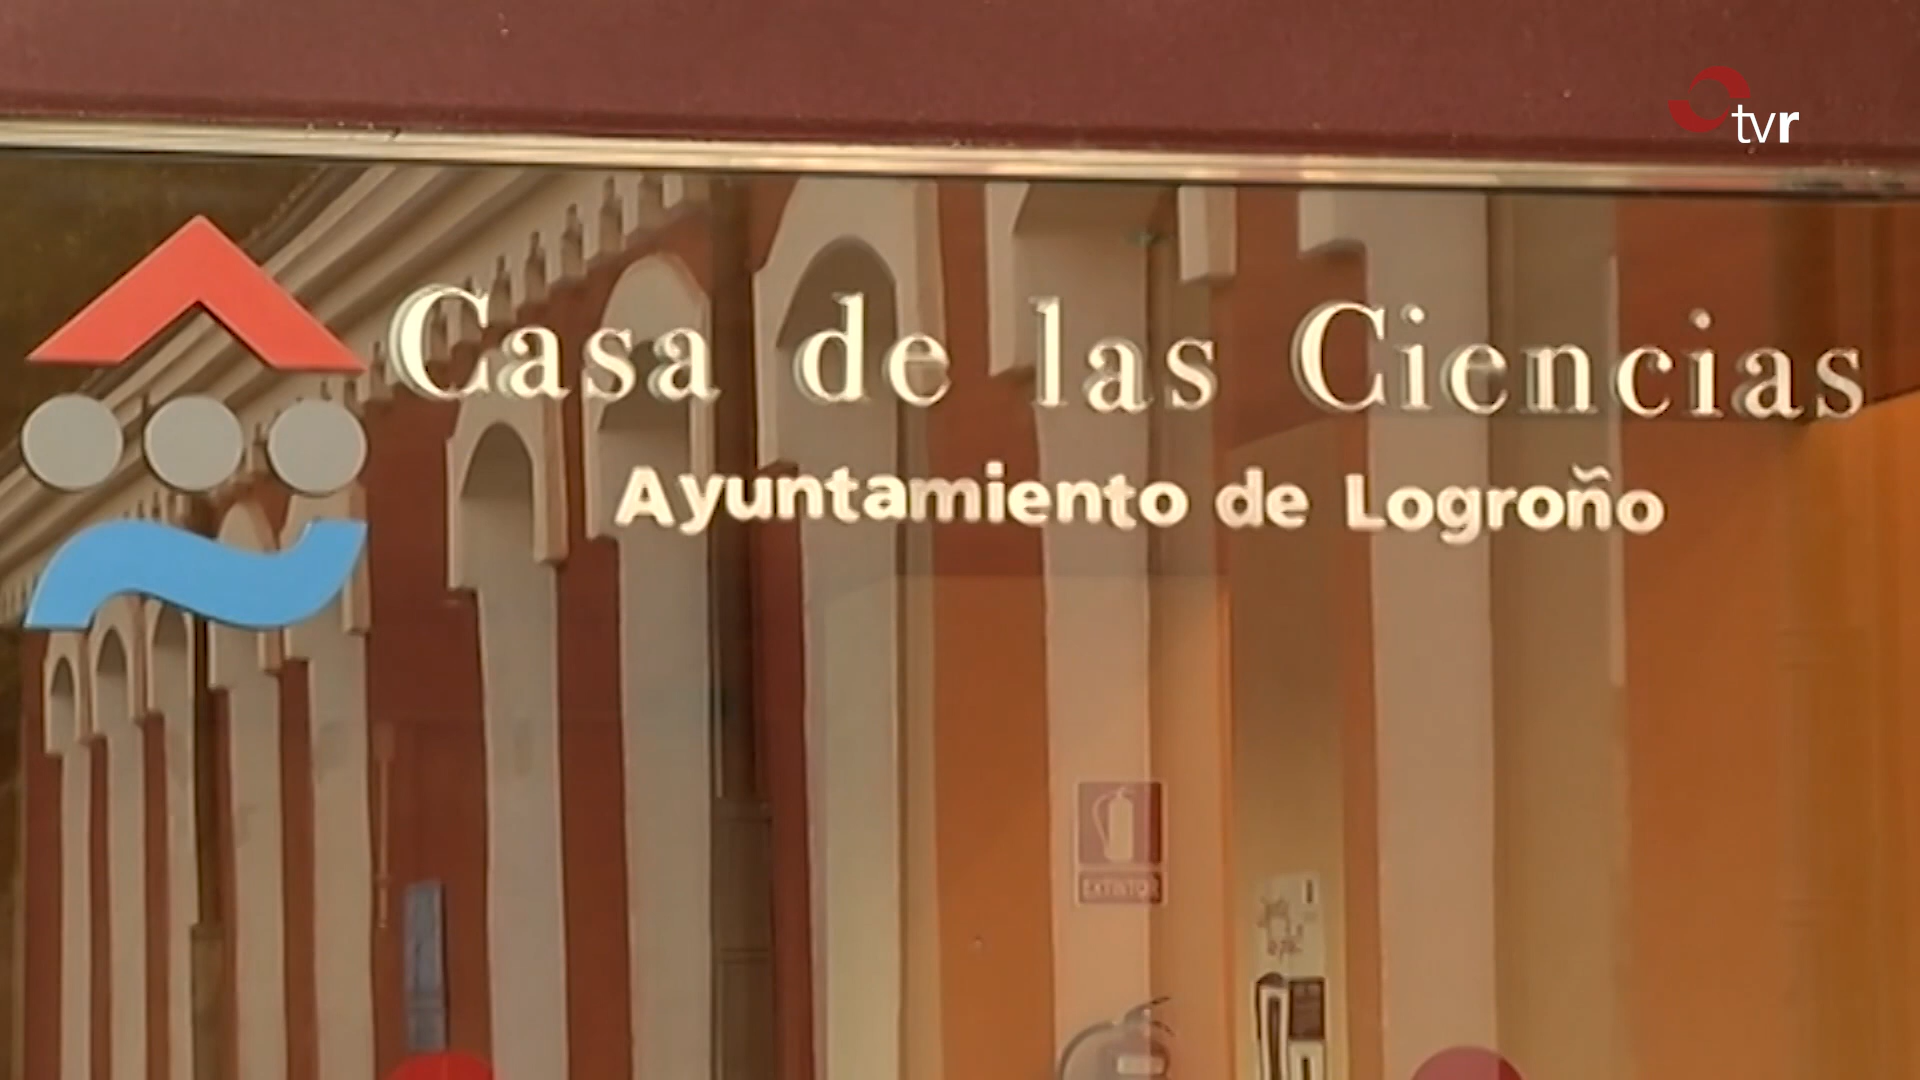 tvr
Casa de las Ciencias
Ayuntamiento de Logroño
EXTINTOR